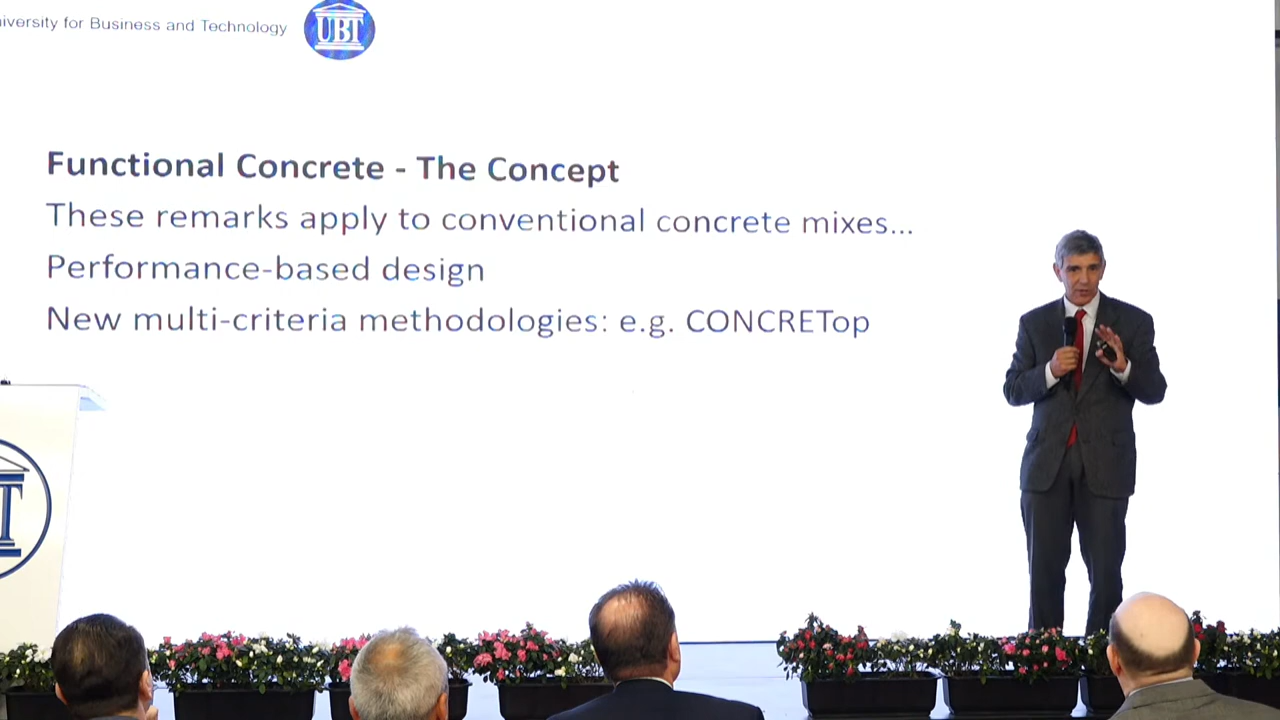 for Business and Technology
UBT
Functional Concrete - The Concept
These remarks apply to conventional concrete mixes...
Performance-based design
New multi-criteria methodologies: e.g. CONCRETop
T